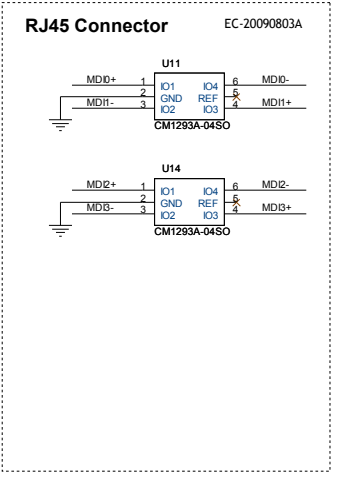 RJ45 Connector EC-20090803A
U11
MDI0+ 1 IO1 IO4 6 MDI0-
2 GND REF 5
MDI1- 3 IO2 IO3 4 MDI1+
CM1293A-04SO
U14
MDI2+ 1 IO1 IO4 6 MDI2-
2 GND REF 5
MDI3- 3 IO2 IO3 4 MDI3+
CM1293A-04SO